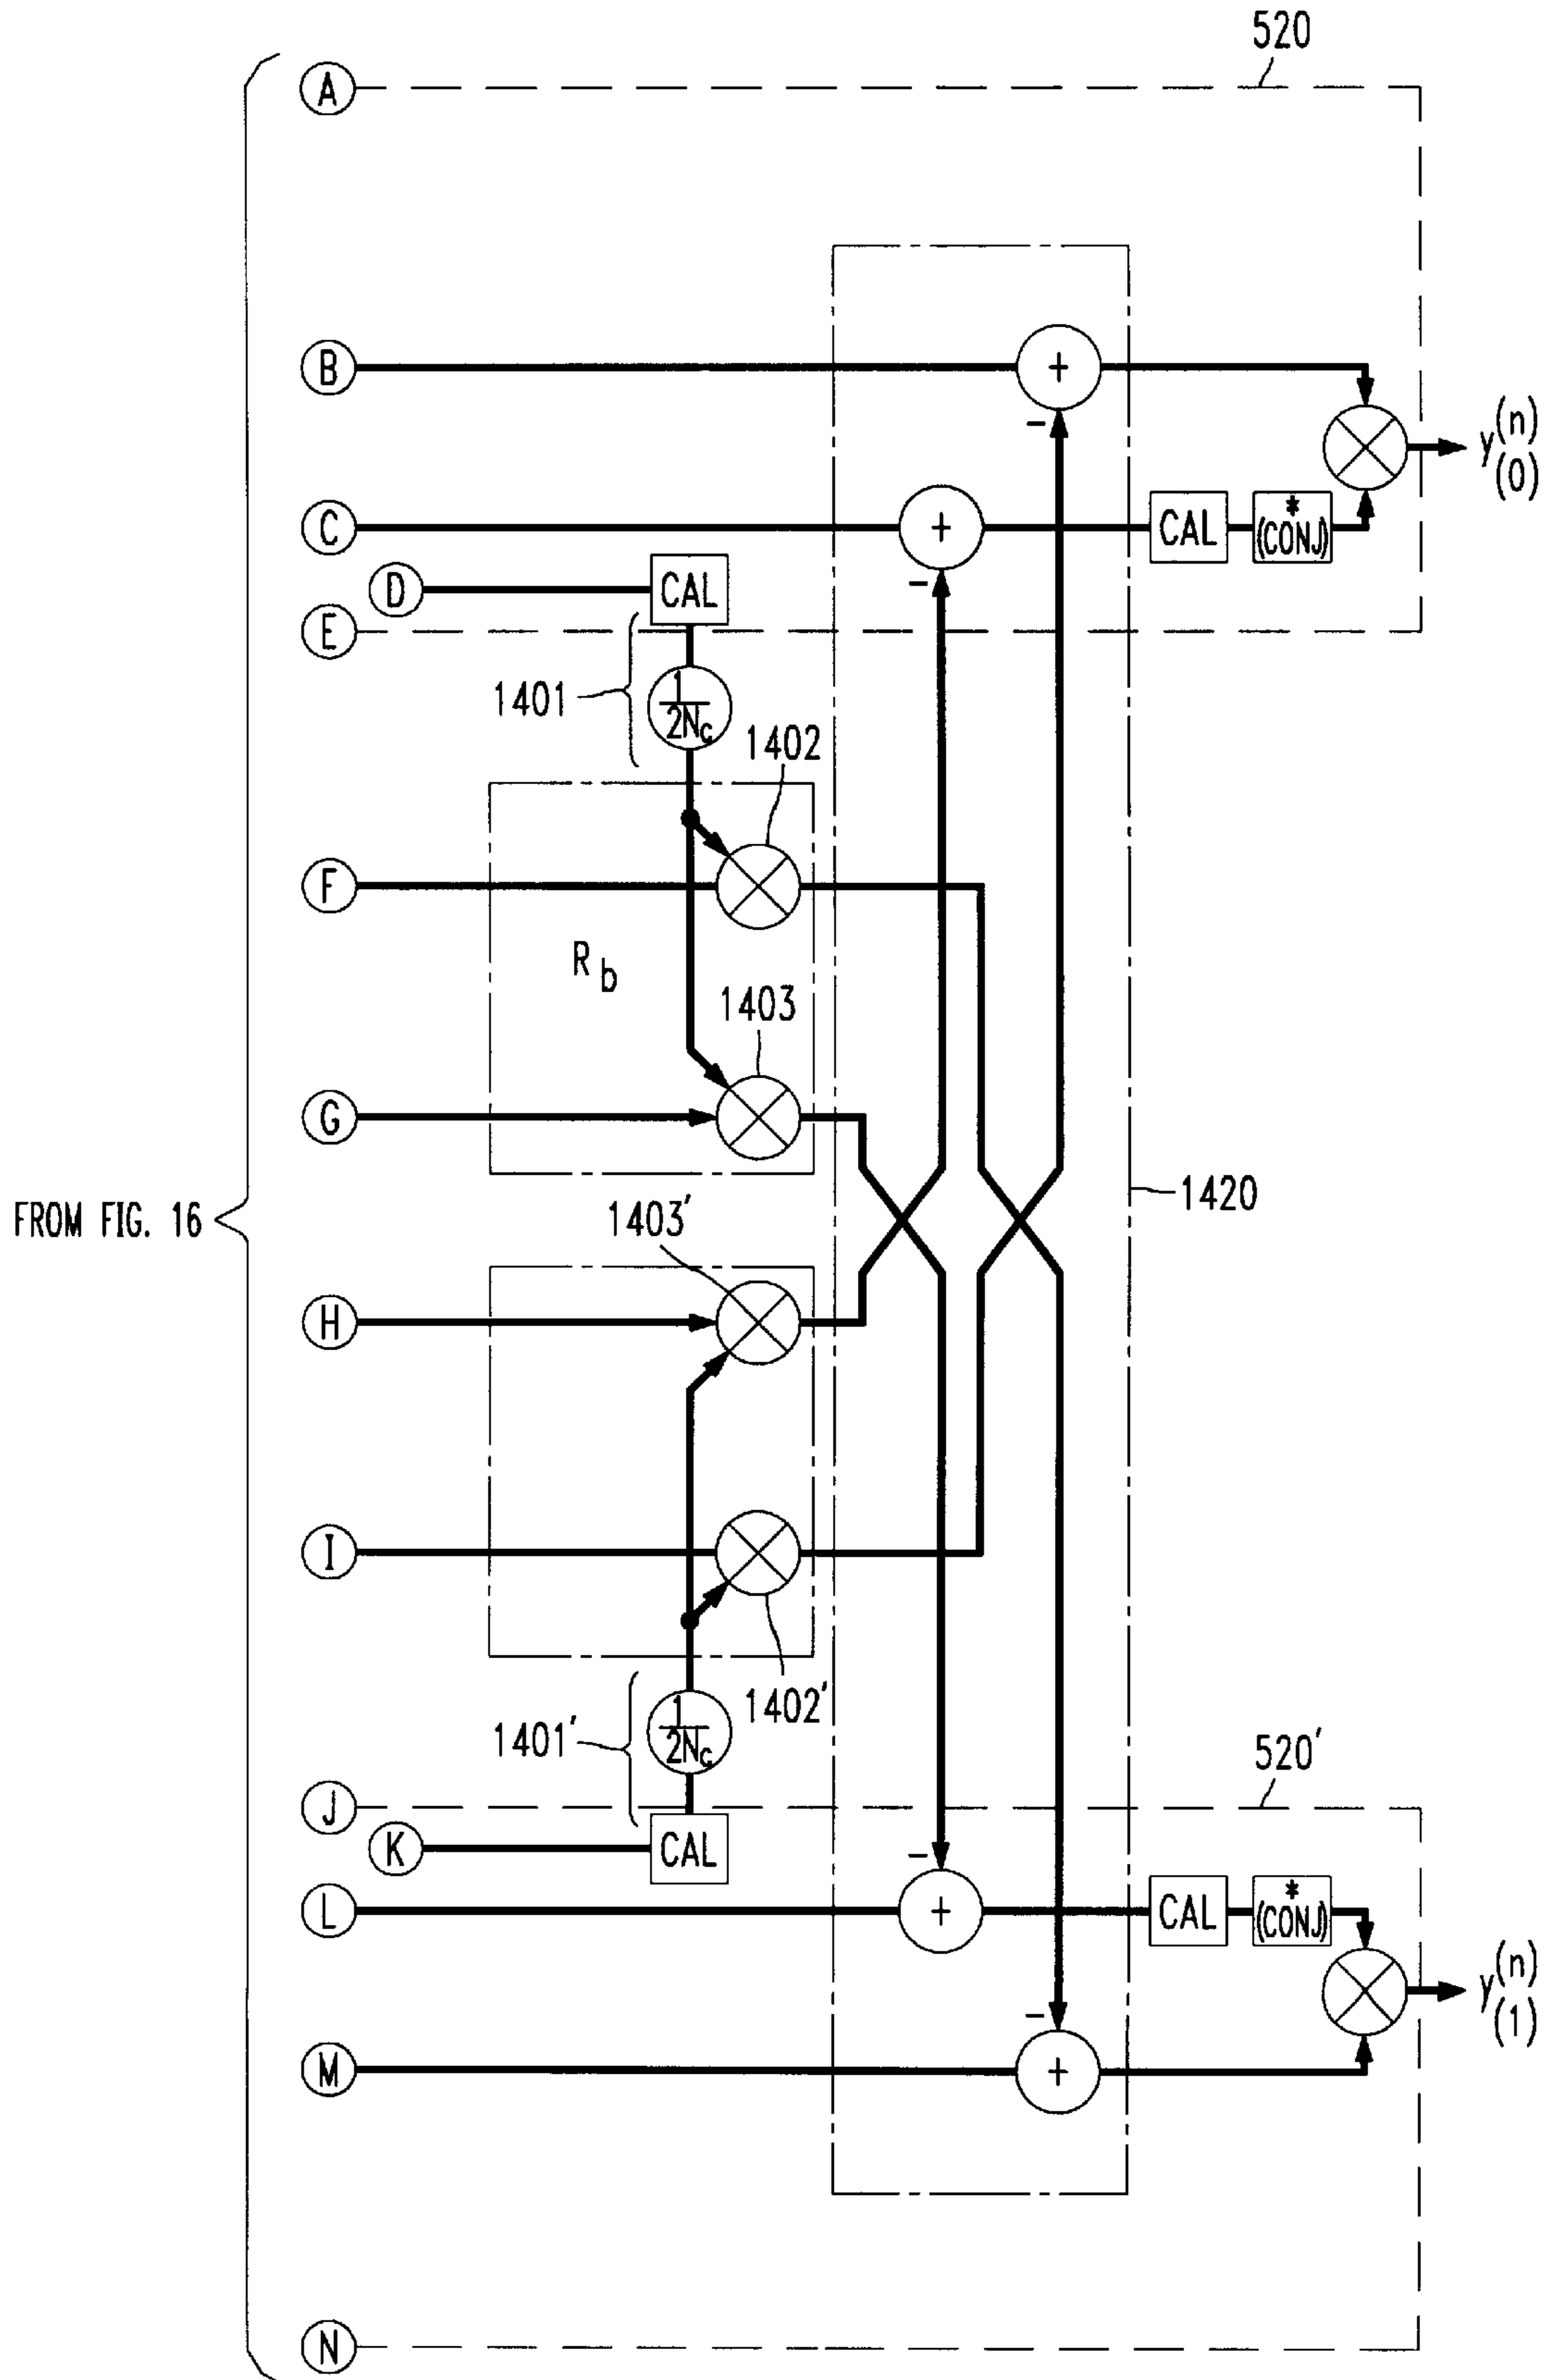 520
A
B
+
-
y(n)
(0)
C
+
CAL
*
(CONJ)
-
D
CAL
E
1401
1
2Nc
1402
F
Rb
1403
G
FROM FIG. 16
1420
1403'
H
I
1402'
1401'
1
2Nc
520'
J
K
CAL
-
L
+
CAL
*
(CONJ)
y(n)
(1)
-
M
+
N